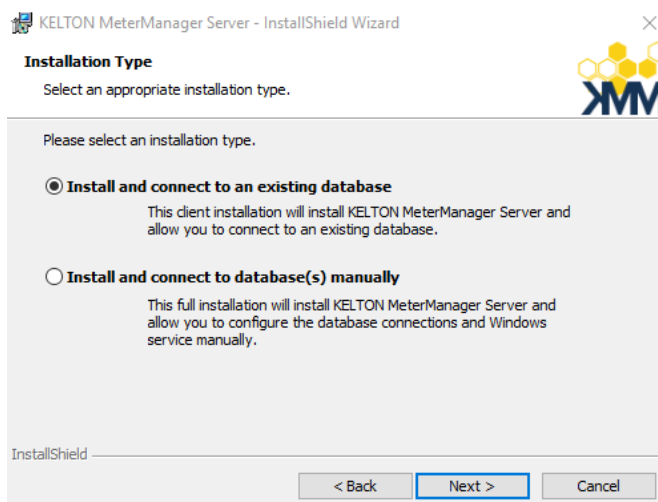 KELTON MeterManager Server - InstallShield Wizard
Installation Type
Select an appropriate installation type.
Please select an installation type.
Install and connect to an existing database
This client installation will install KELTON MeterManager Server and
allow you to connect to an existing database.
Install and connect to database(s) manually
This full installation will install KELTON MeterManager Server and
allow you to configure the database connections and Windows
service manually.
InstallShield
< Back
Next >
Cancel